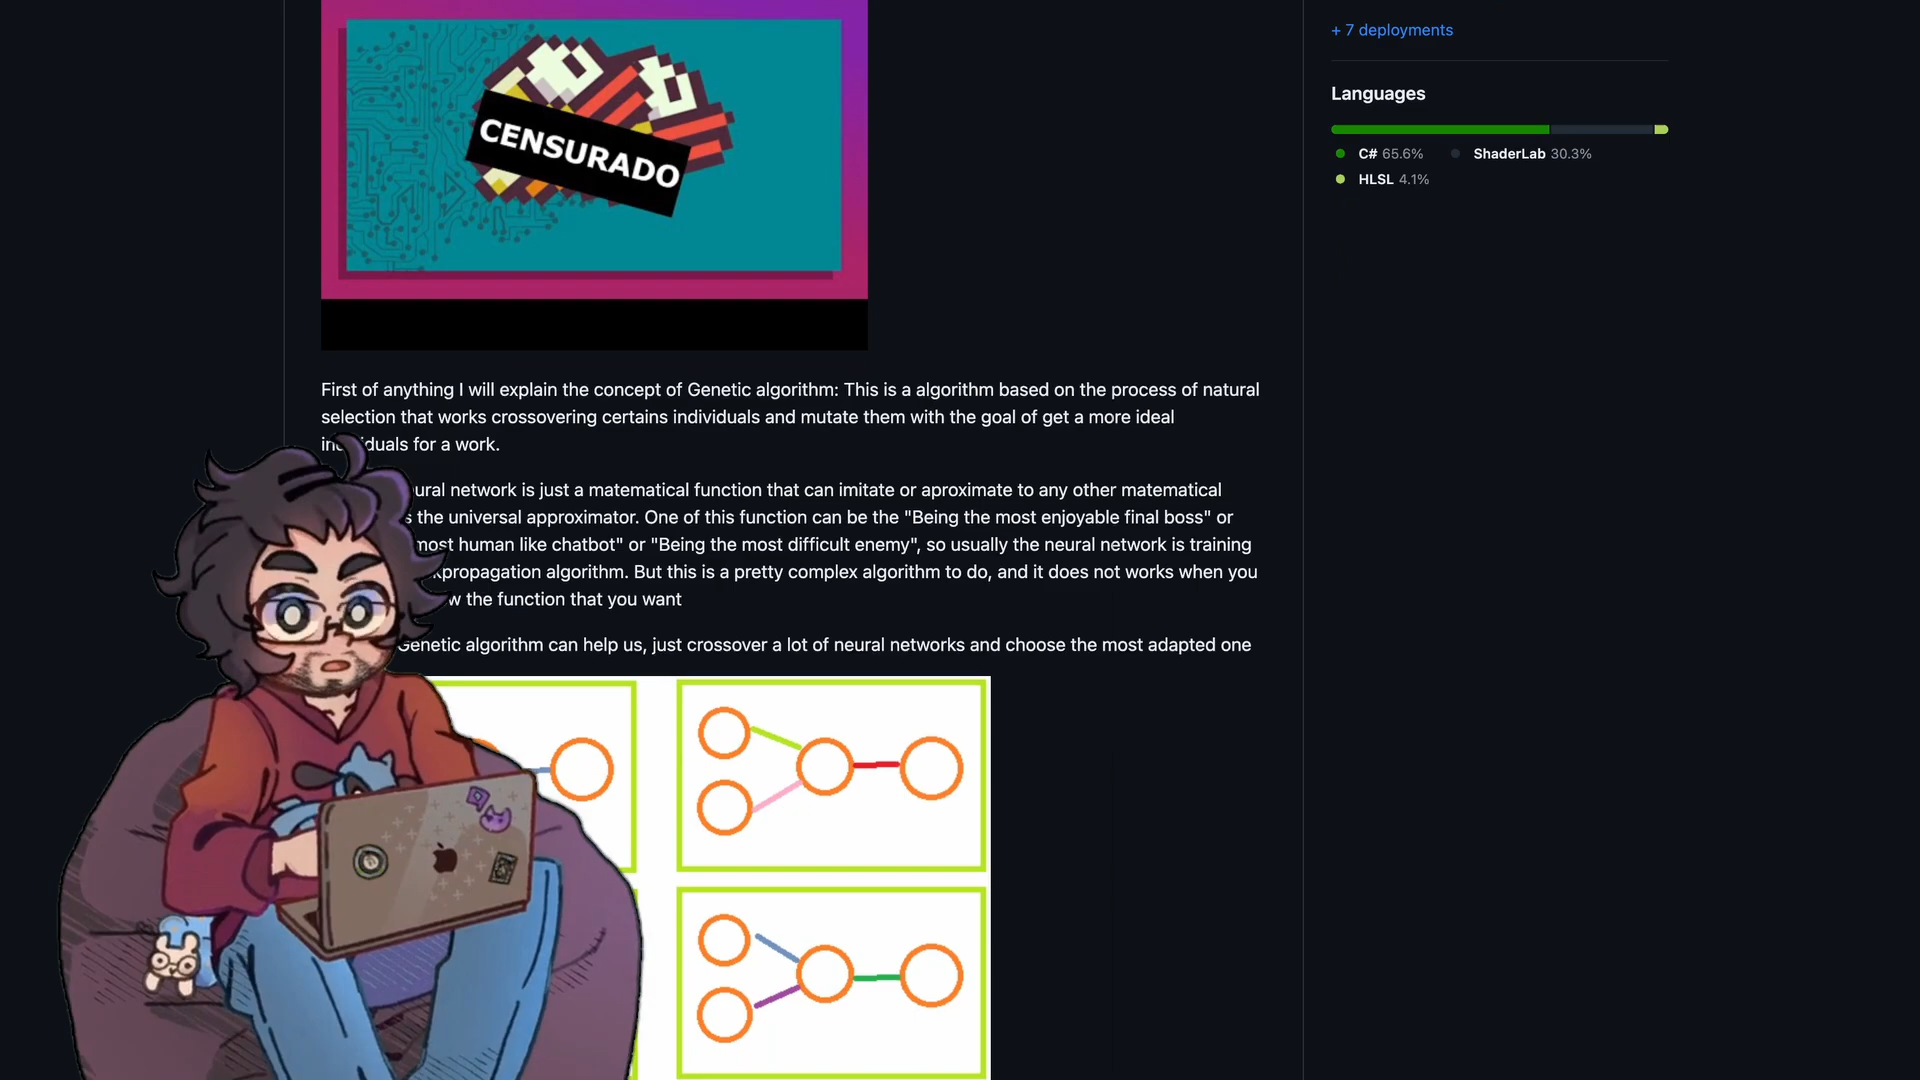 CENSURADO
First of anything I will explain the concept of Genetic algorithm: This is a algorithm based on the process of natural
selection that works crossovering certains individuals and mutate them with the goal of get a more ideal
individuals for a work.
network is just a matematical function that can imitate or aproximate to any other matematical
the universal approximator. One of this function can be the "Being the most enjoyable final boss" or
most human like chatbot" or "Being the most difficult enemy", so usually the neural network is training
algorithm. But this is a pretty complex algorithm to do, and it does not works when you
the function that you want
Genetic algorithm can help us, just crossover a lot of neural networks and choose the most adapted one
+ 7 deployments
Languages
C# 65.6%
ShaderLab 30.3%
HLSL 4.1%